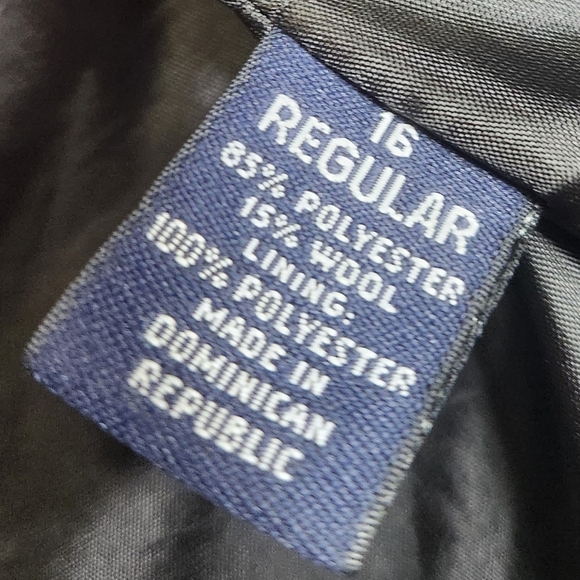 16
REGULAR
85% POLYESTER
15% WOOL
LINING:
100% POLYESTER
MADE IN
DOMINICAN
REPUBLIC